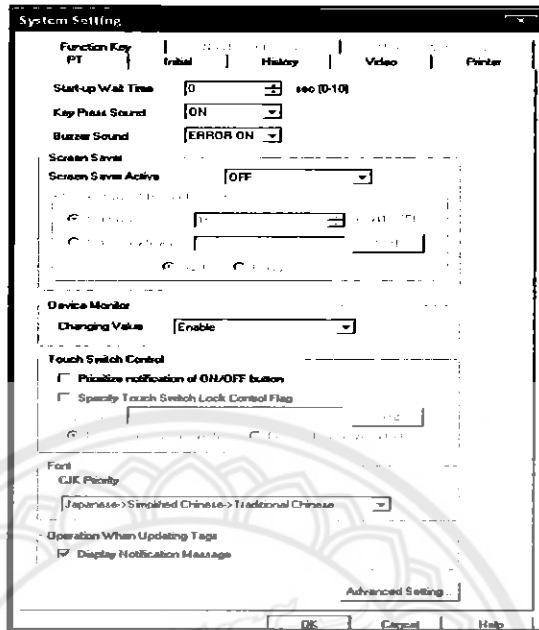 System Setting
Function Key
PT Initial History Video Printer
Start-up Wait Time 0 sec (0-10)
Key Press Sound ON
Buzzer Sound ERROR ON
Screen Saver
Screen Saver Active OFF
Device Monitor
Changing Value Enable
Touch Switch Control
Prioritize notification of ON/OFF button
Specify Touch Switch Lock Control Flag
Font
CJK Priority
Japanese->Simplified Chinese->Traditional Chinese
Operation When Updating Tags
Display Notification Message
Advanced Setting...
OK Cancel Help